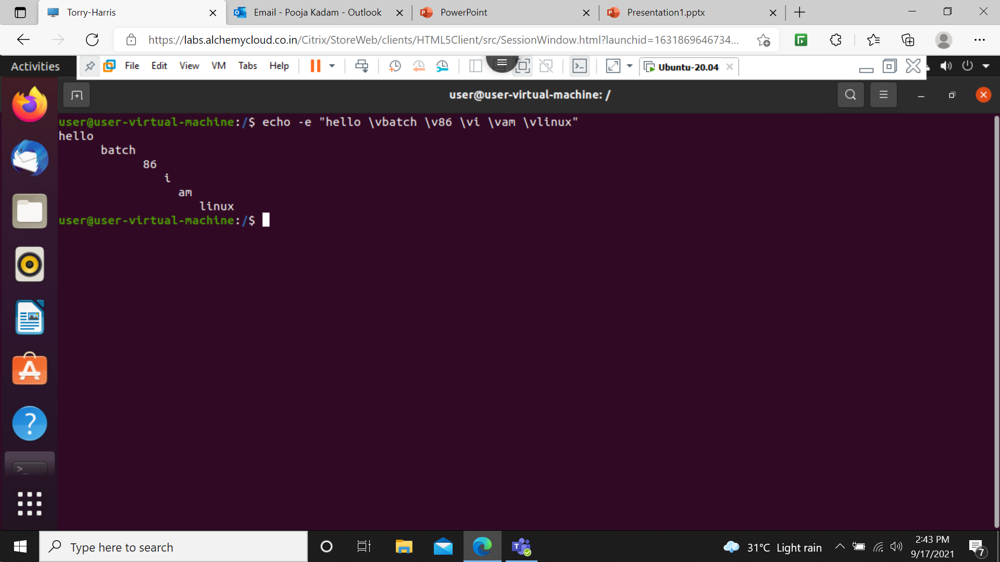 Torry-Harris
Email - Pooja Kadam - Outlook
PowerPoint
Presentation1.pptx
https://labs.alchemycloud.co.in/Citrix/StoreWeb/clients/HTML5Client/src/SessionWindow.html?launchid=1631869646734...
Activities
File Edit View VM Tabs Help
Ubuntu-20.04
user@user-virtual-machine: /
user@user-virtual-machine:/$ echo -e "hello \vbatch \v86 \vi \vam \vlinux"
hello
batch
86
i
am
linux
user@user-virtual-machine:/$
Type here to search
31°C Light rain
2:43 PM
9/17/2021
7